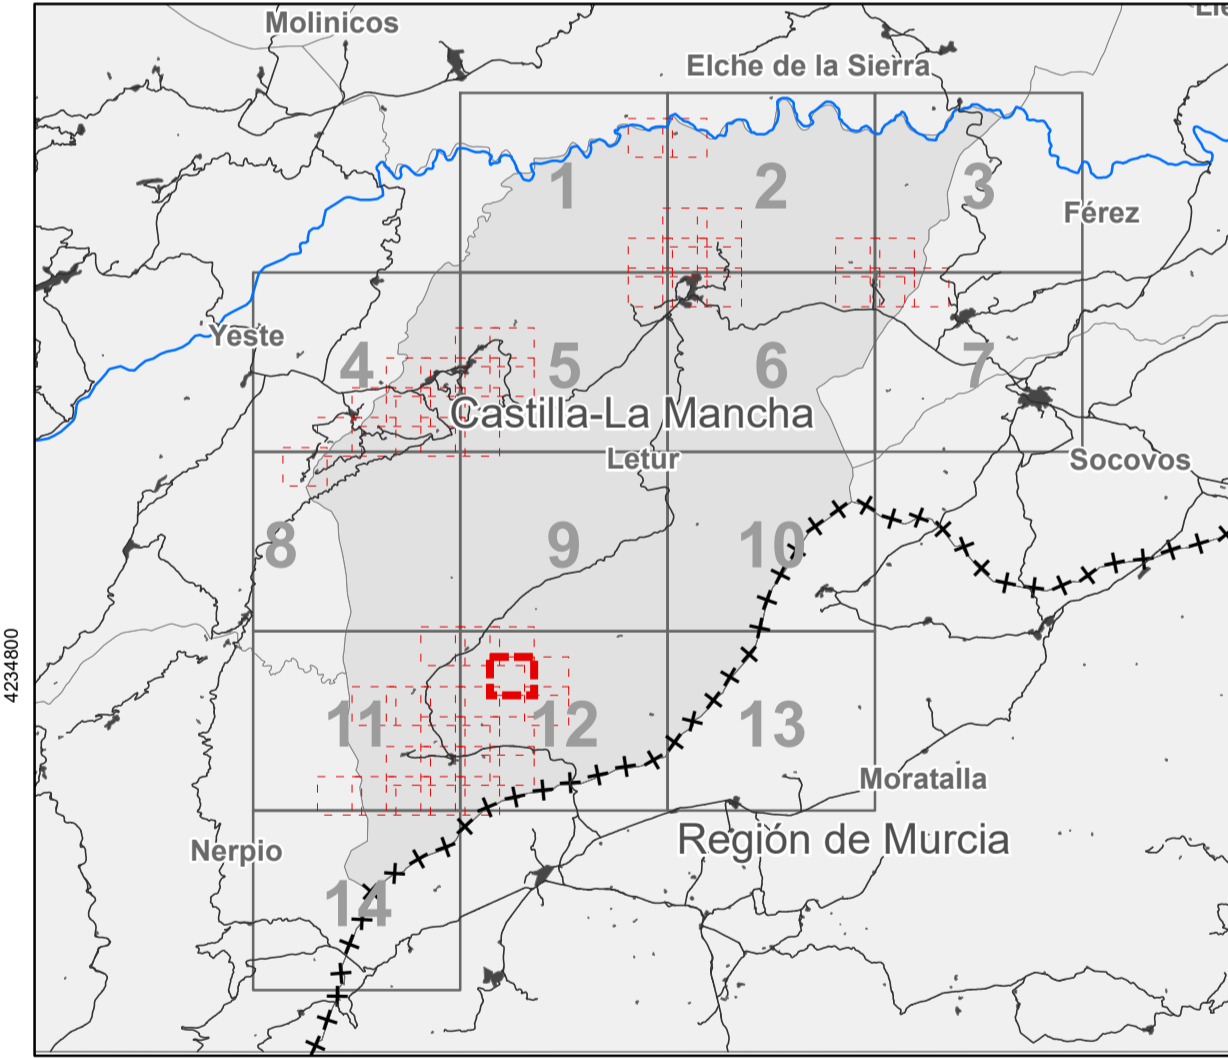 Molinicos
Elche de la Sierra
1
2
3
Férez
Yeste
4
5
6
7
Castilla-La Mancha
Letur
Socovos
8
9
10
4234800
11
12
13
Moratalla
Región de Murcia
Nerpio
14